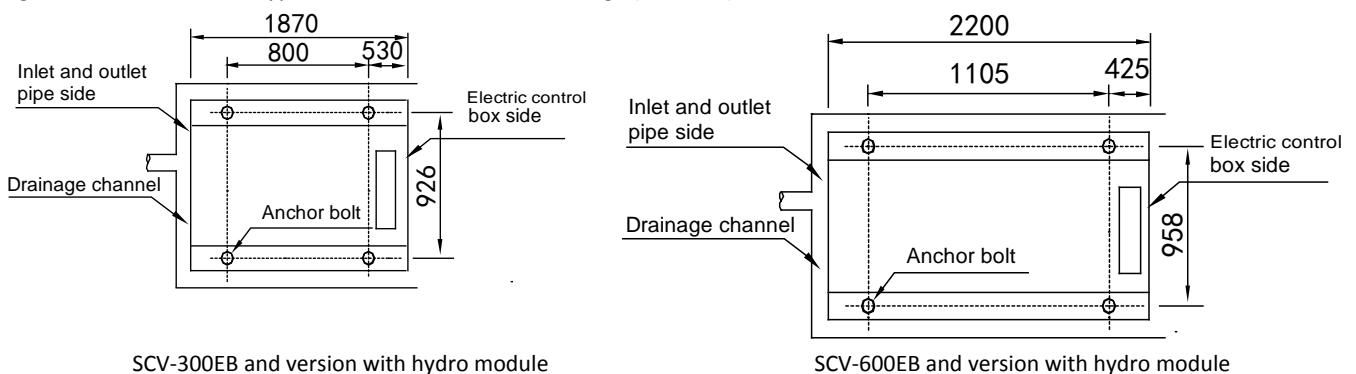 1870
800
530
Inlet and outlet
pipe side
Electric control
box side
926
Drainage channel
Anchor bolt
SCV-300EB and version with hydro module
2200
1105
425
Inlet and outlet
pipe side
Electric control
box side
958
Drainage channel
Anchor bolt
SCV-600EB and version with hydro module